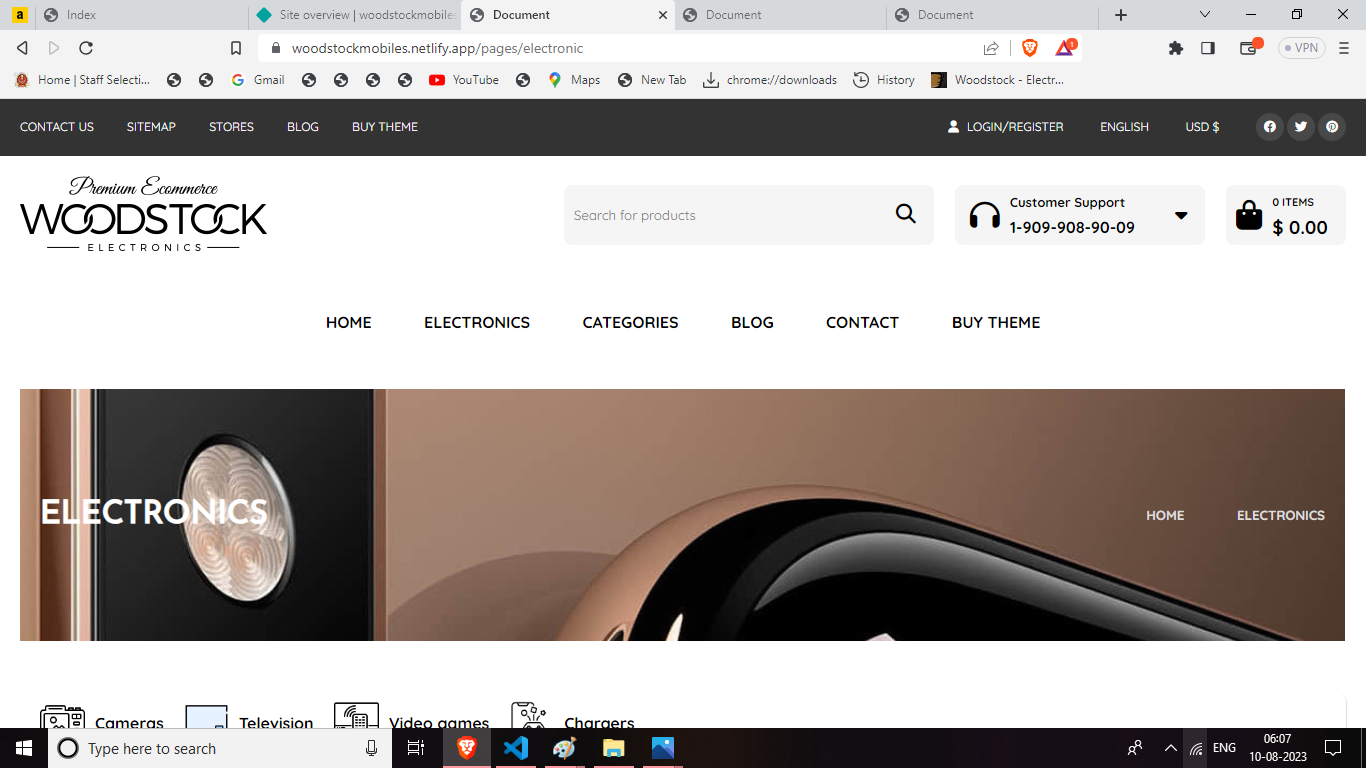 a Index Site overview | woodstockmobiles Document Document Document
woodstockmobiles.netlify.app/pages/electronic 1 VPN
Home | Staff Selecti... Gmail YouTube Maps New Tab chrome://downloads History Woodstock - Electr...
CONTACT US SITEMAP STORES BLOG BUY THEME LOGIN/REGISTER ENGLISH USD $
Premium Ecommerce
WOODSTOCK
ELECTRONICS
Search for products
Customer Support
1-909-908-90-09
0 ITEMS
$ 0.00
HOME ELECTRONICS CATEGORIES BLOG CONTACT BUY THEME
ELECTRONICS
HOME ELECTRONICS
Cameras Television Video games Chargers
Type here to search
ENG
06:07
10-08-2023